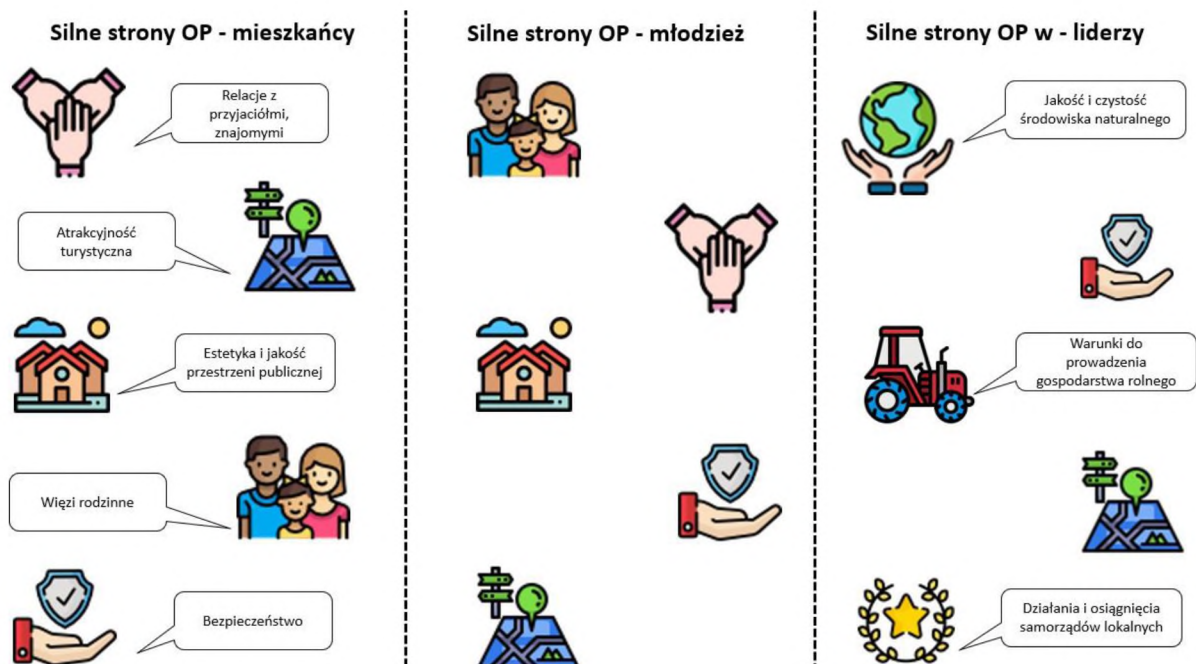 Silne strony OP - mieszkańcy
Relacje z
przyjaciółmi,
znajomymi
Atrakcyjność
turystyczna
Estetyka i jakość
przestrzeni publicznej
Więzi rodzinne
Bezpieczeństwo
Silne strony OP - młodzież
Silne strony OP w - liderzy
Jakość i czystość
środowiska naturalnego
Warunki do
prowadzenia
gospodarstwa rolnego
Działania i osiągnięcia
samorządów lokalnych